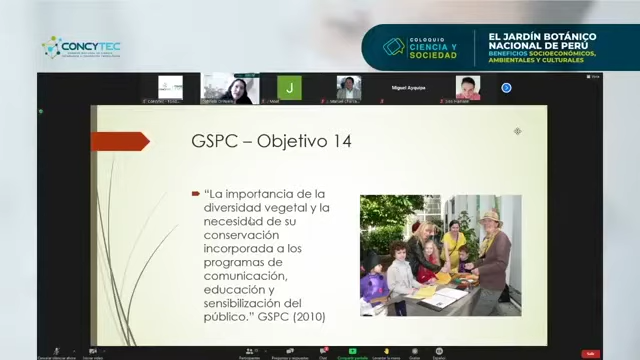 CONCYTEC
COLOQUIO
CIENCIA Y
SOCIEDAD
EL JARDÍN BOTÁNICO
NACIONAL DE PERÚ
BENEFICIOS SOCIOECONÓMICOS,
AMBIENTALES Y CULTURALES
J
Miguel Ayquipa
GSPC – Objetivo 14
“La importancia de la
diversidad vegetal y la
necesidad de su
conservación
incorporada a los
programas de
comunicación,
educación y
sensibilización del
público.” GSPC (2010)